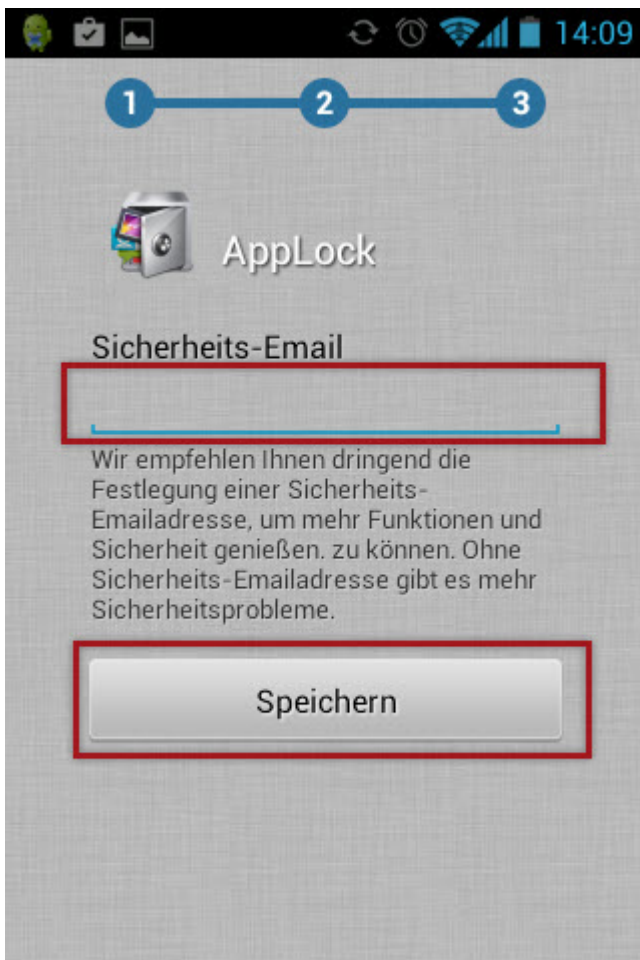 14:09
1 2 3
AppLock
Sicherheits-Email
Wir empfehlen Ihnen dringend die
Festlegung einer Sicherheits-
Emailadresse, um mehr Funktionen und
Sicherheit genießen. zu können. Ohne
Sicherheits-Emailadresse gibt es mehr
Sicherheitsprobleme.
Speichern